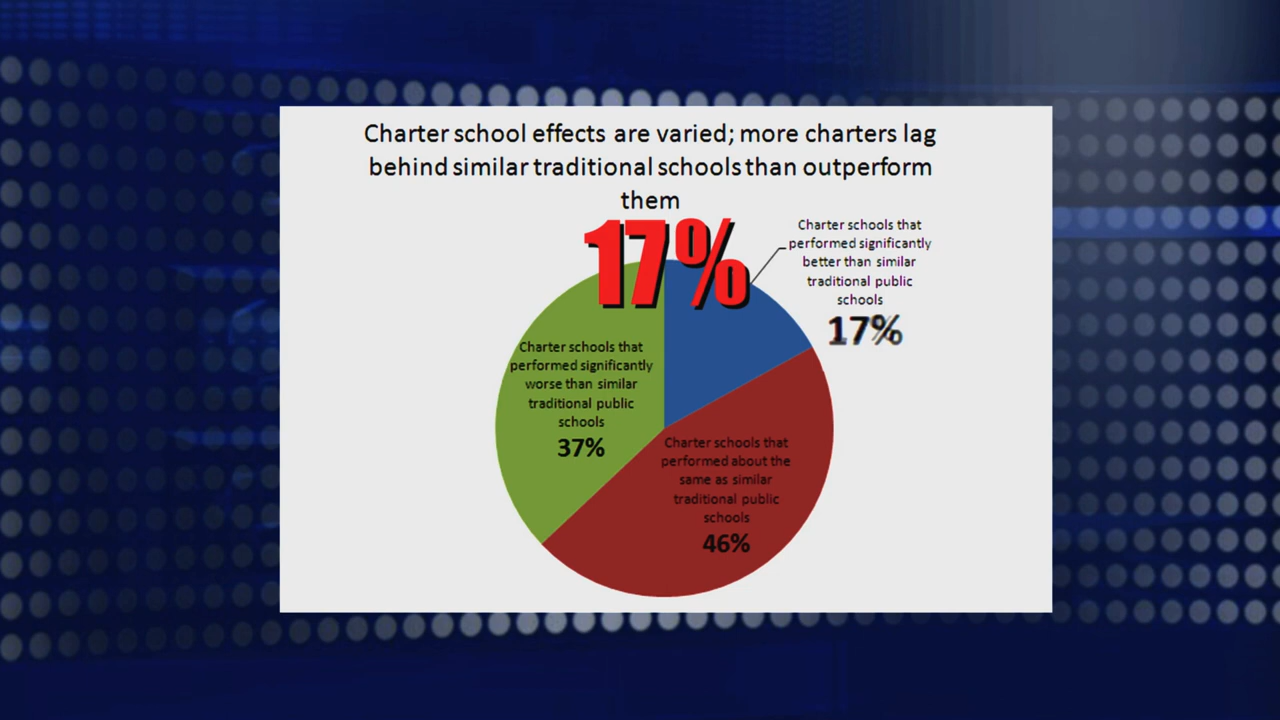 Charter school effects are varied; more charters lag
behind similar traditional schools than outperform
them
17%
Charter schools that
performed significantly
better than similar
traditional public
schools
17%
Charter schools that
performed significantly
worse than similar
traditional public
schools
37%
Charter schools that
performed about the
same as similar
traditional public
schools
46%